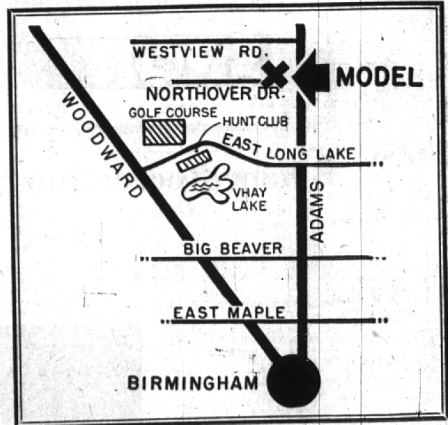 WESTVIEW RD.
MODEL
NORTHOVER DR.
GOLF COURSE
HUNT CLUB
WOODWARD
EAST LONG LAKE
VHAY
LAKE
ADAMS
BIG BEAVER
EAST MAPLE
BIRMINGHAM